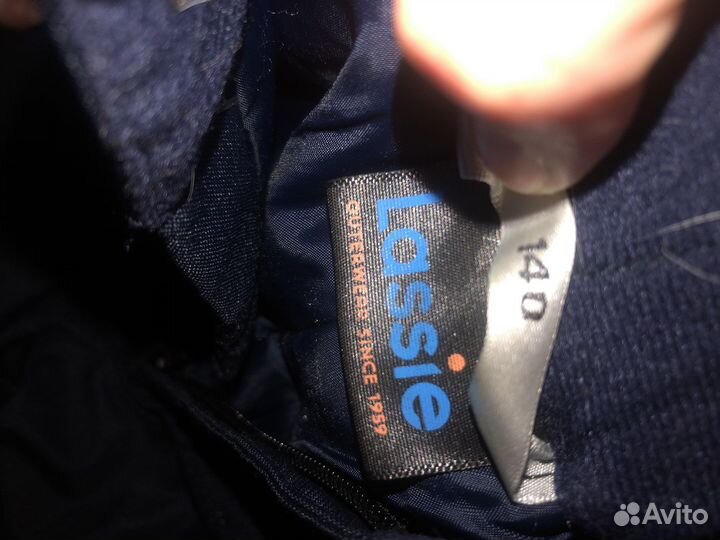 Lassie
OUTERWEAR SINCE 1959
140
Avito